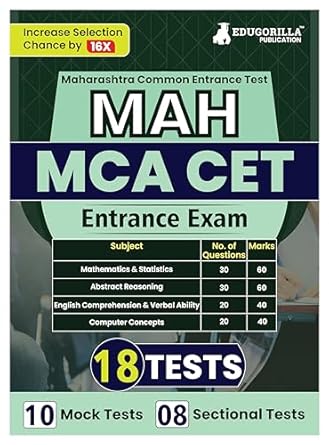 Increase Selection
Chance by 16X
EDUGORILLA
PUBLICATION
Maharashtra Common Entrance Test
MAH
MCA CET
Entrance Exam
Subject No. of Questions Marks
Mathematics & Statistics 30 60
Abstract Reasoning 30 60
English Comprehension & Verbal Ability 20 40
Computer Concepts 20 40
18 TESTS
10 Mock Tests 08 Sectional Tests